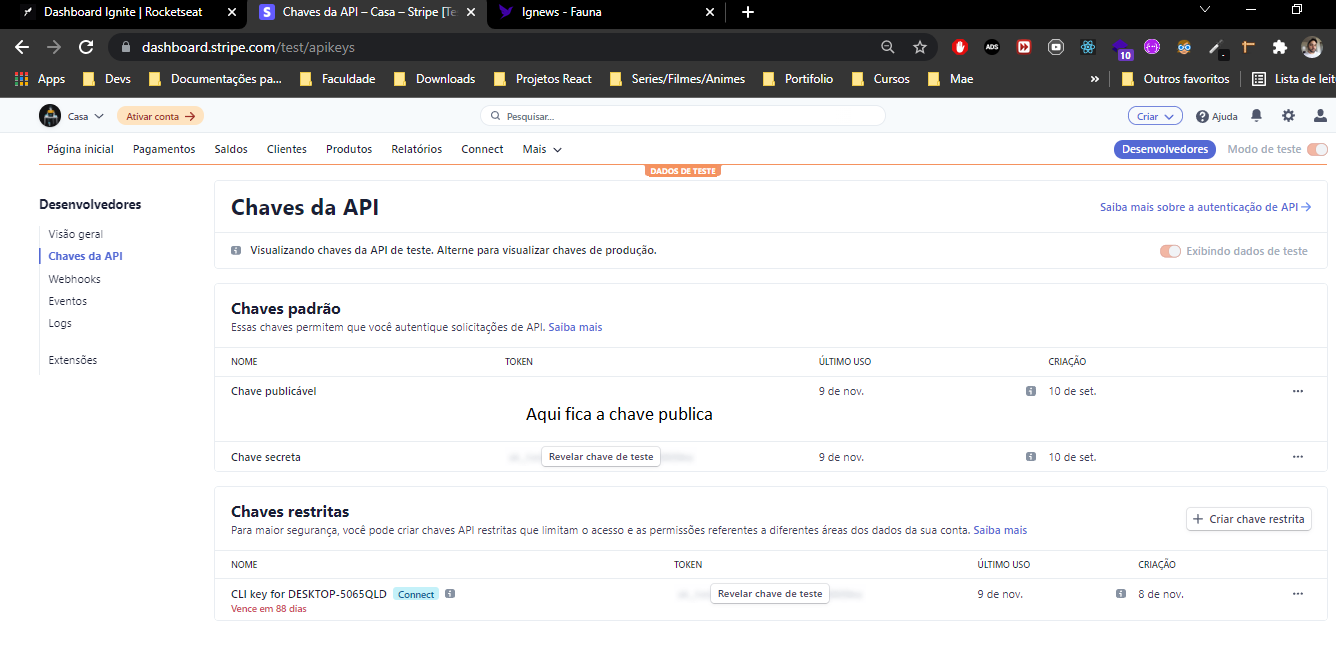 Dashboard Ignite | Rocketseat
Chaves da API – Casa – Stripe [Te
Ignews - Fauna
dashboard.stripe.com/test/apikeys
ADS
10
Apps
Devs
Documentações pa...
Faculdade
Downloads
Projetos React
Series/Filmes/Animes
Portifolio
Cursos
Mae
»
Outros favoritos
Lista de leit
Casa
Ativar conta →
Pesquisar...
Criar
Ajuda
Página inicial
Pagamentos
Saldos
Clientes
Produtos
Relatórios
Connect
Mais
Desenvolvedores
Modo de teste
DADOS DE TESTE
Desenvolvedores
Visão geral
Chaves da API
Webhooks
Eventos
Logs
Extensões
Chaves da API
Saiba mais sobre a autenticação de API →
Visualizando chaves da API de teste. Alterne para visualizar chaves de produção.
Exibindo dados de teste
Chaves padrão
Essas chaves permitem que você autentique solicitações de API. Saiba mais
NOME TOKEN ÚLTIMO USO CRIAÇÃO
Chave publicável 9 de nov. 10 de set. ...
Aqui fica a chave publica
Chave secreta Revelar chave de teste 9 de nov. 10 de set. ...
Chaves restritas
Para maior segurança, você pode criar chaves API restritas que limitam o acesso e as permissões referentes a diferentes áreas dos dados da sua conta. Saiba mais
+ Criar chave restrita
NOME TOKEN ÚLTIMO USO CRIAÇÃO
CLI key for DESKTOP-5065QLD Connect Revelar chave de teste 9 de nov. 8 de nov. ...
Vence em 88 dias